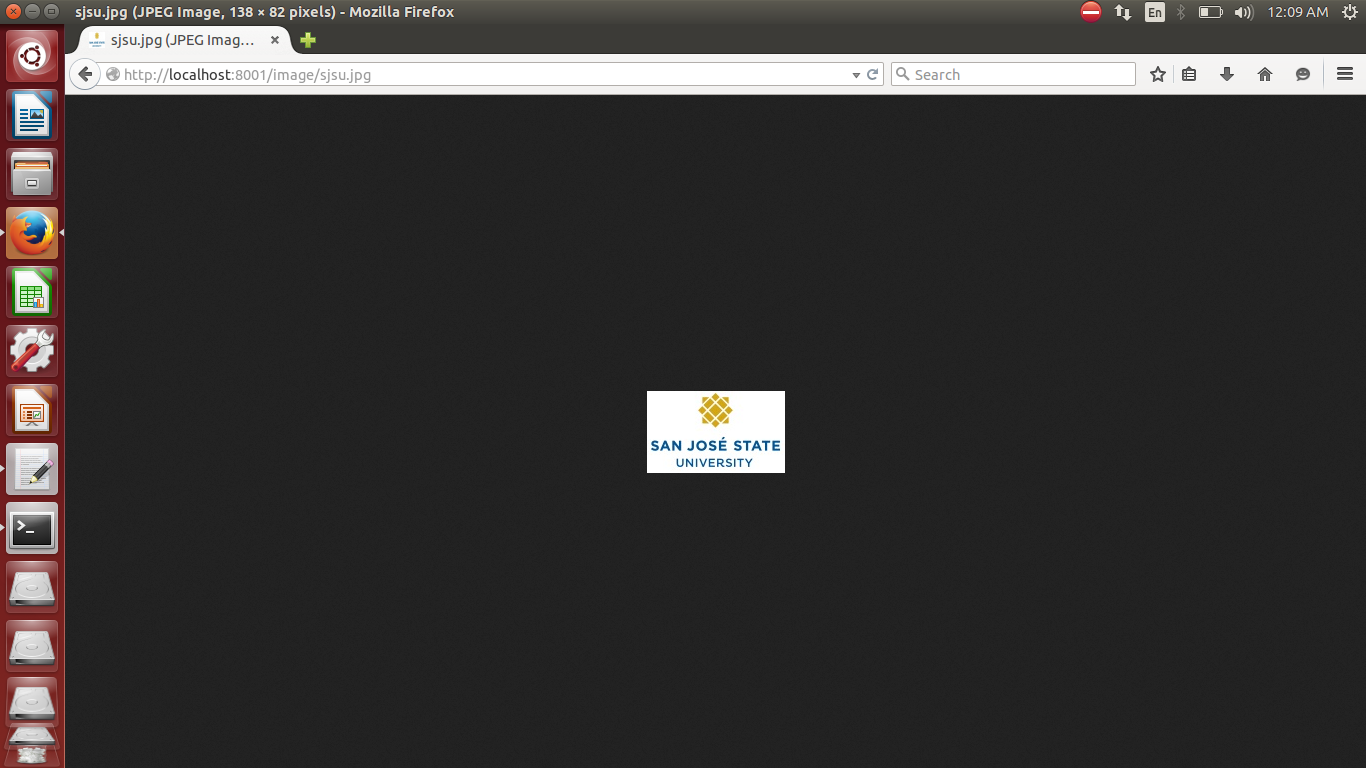 sjsu.jpg (JPEG Image, 138 × 82 pixels) - Mozilla Firefox
En
12:09 AM
sjsu.jpg (JPEG Imag...
http://localhost:8001/image/sjsu.jpg
Search
SAN JOSÉ STATE
UNIVERSITY